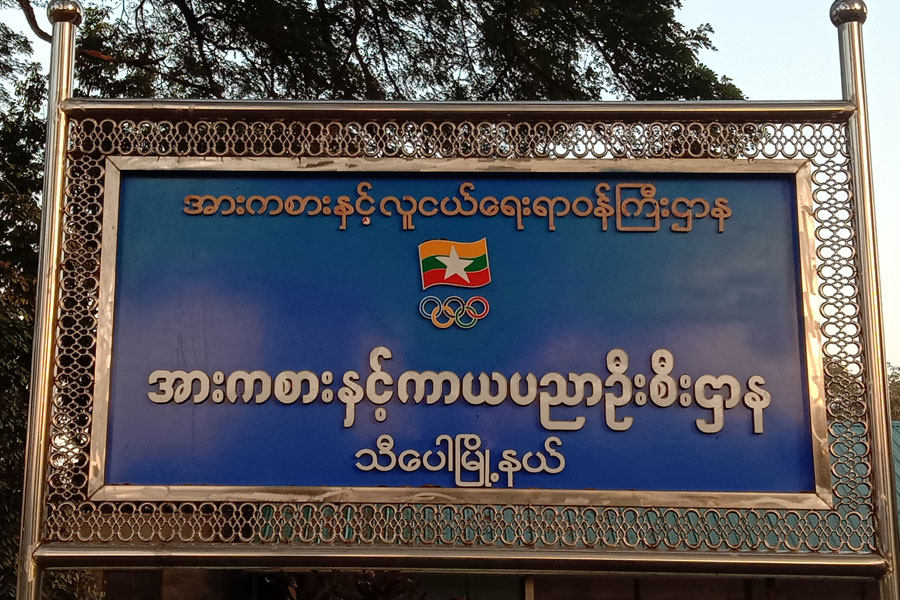 အားကစားနှင့်လူငယ်ရေးရာဝန်ကြီးဌာန
အားကစားနှင့်ကာယပညာဦးစီးဌာန
သီပေါမြို့နယ်